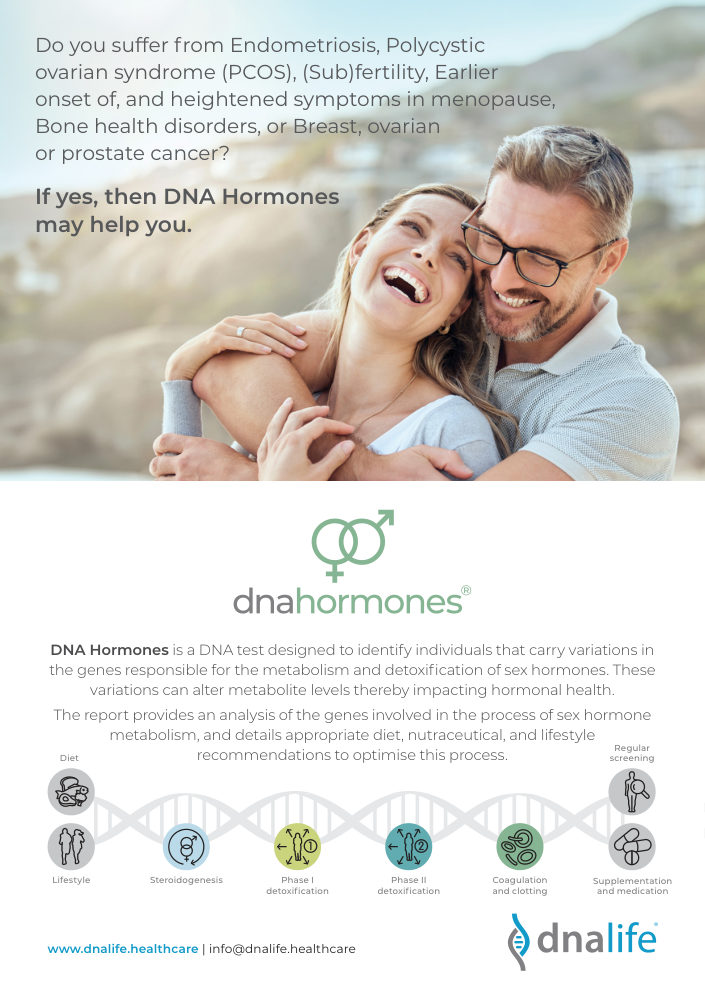 Do you suffer from Endometriosis, Polycystic
ovarian syndrome (PCOS), (Sub)fertility, Earlier
onset of, and heightened symptoms in menopause,
Bone health disorders, or Breast, ovarian
or prostate cancer?
If yes, then DNA Hormones
may help you.
dnahormones®
DNA Hormones is a DNA test designed to identify individuals that carry variations in
the genes responsible for the metabolism and detoxification of sex hormones. These
variations can alter metabolite levels thereby impacting hormonal health.
The report provides an analysis of the genes involved in the process of sex hormone
metabolism, and details appropriate diet, nutraceutical, and lifestyle
recommendations to optimise this process.
Diet
Regular
screening
1
2
Lifestyle
Steroidogenesis
Phase I
detoxification
Phase II
detoxification
Coagulation
and clotting
Supplementation
and medication
www.dnalife.healthcare | info@dnalife.healthcare
dnalife®